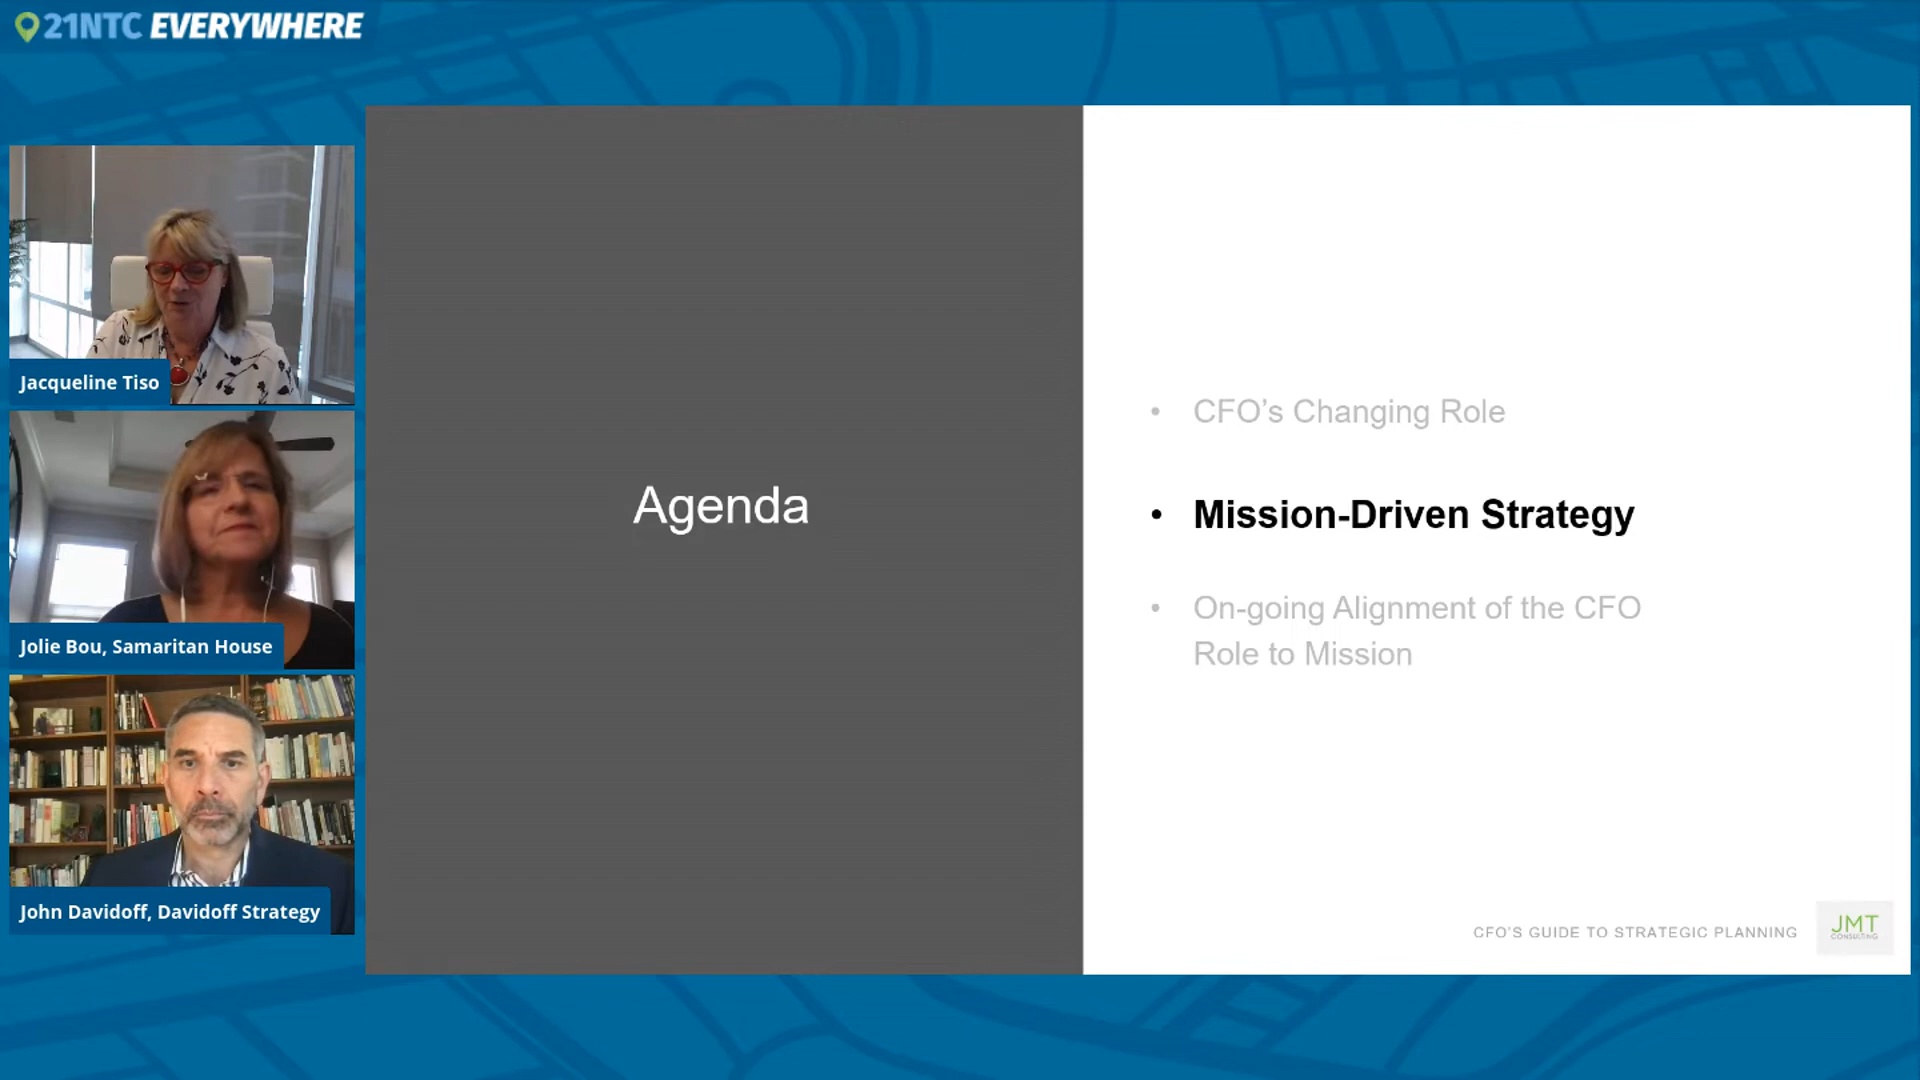 21NTC EVERYWHERE
Jacqueline Tiso
Jolie Bou, Samaritan House
John Davidoff, Davidoff Strategy
Agenda
• CFO’s Changing Role
• Mission-Driven Strategy
• On-going Alignment of the CFO
Role to Mission
CFO'S GUIDE TO STRATEGIC PLANNING
JMT
CONSULTING